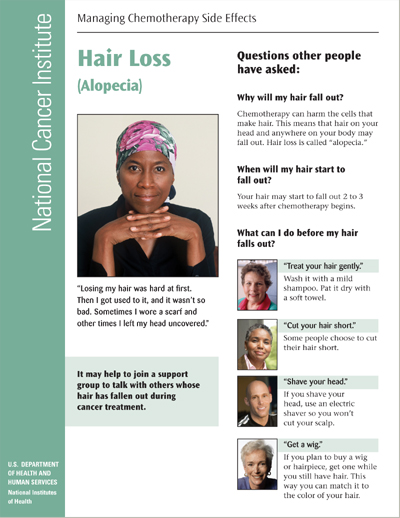 National Cancer Institute
Managing Chemotherapy Side Effects
Hair Loss
(Alopecia)
"Losing my hair was hard at first.
Then I got used to it, and it wasn't so
bad. Sometimes I wore a scarf and
other times I left my head uncovered."
It may help to join a support
group to talk with others whose
hair has fallen out during
cancer treatment.
Questions other people
have asked:
Why will my hair fall out?
Chemotherapy can harm the cells that
make hair. This means that hair on your
head and anywhere on your body may
fall out. Hair loss is called "alopecia."
When will my hair start to
fall out?
Your hair may start to fall out 2 to 3
weeks after chemotherapy begins.
What can I do before my hair
falls out?
"Treat your hair gently."
Wash it with a mild
shampoo. Pat it dry with
a soft towel.
"Cut your hair short."
Some people choose to cut
their hair short.
"Shave your head."
If you shave your
head, use an electric
shaver so you won't
cut your scalp.
"Get a wig."
If you plan to buy a wig
or hairpiece, get one while
you still have hair. This
way you can match it to
the color of your hair.
U.S. DEPARTMENT
OF HEALTH AND
HUMAN SERVICES
National Institutes
of Health